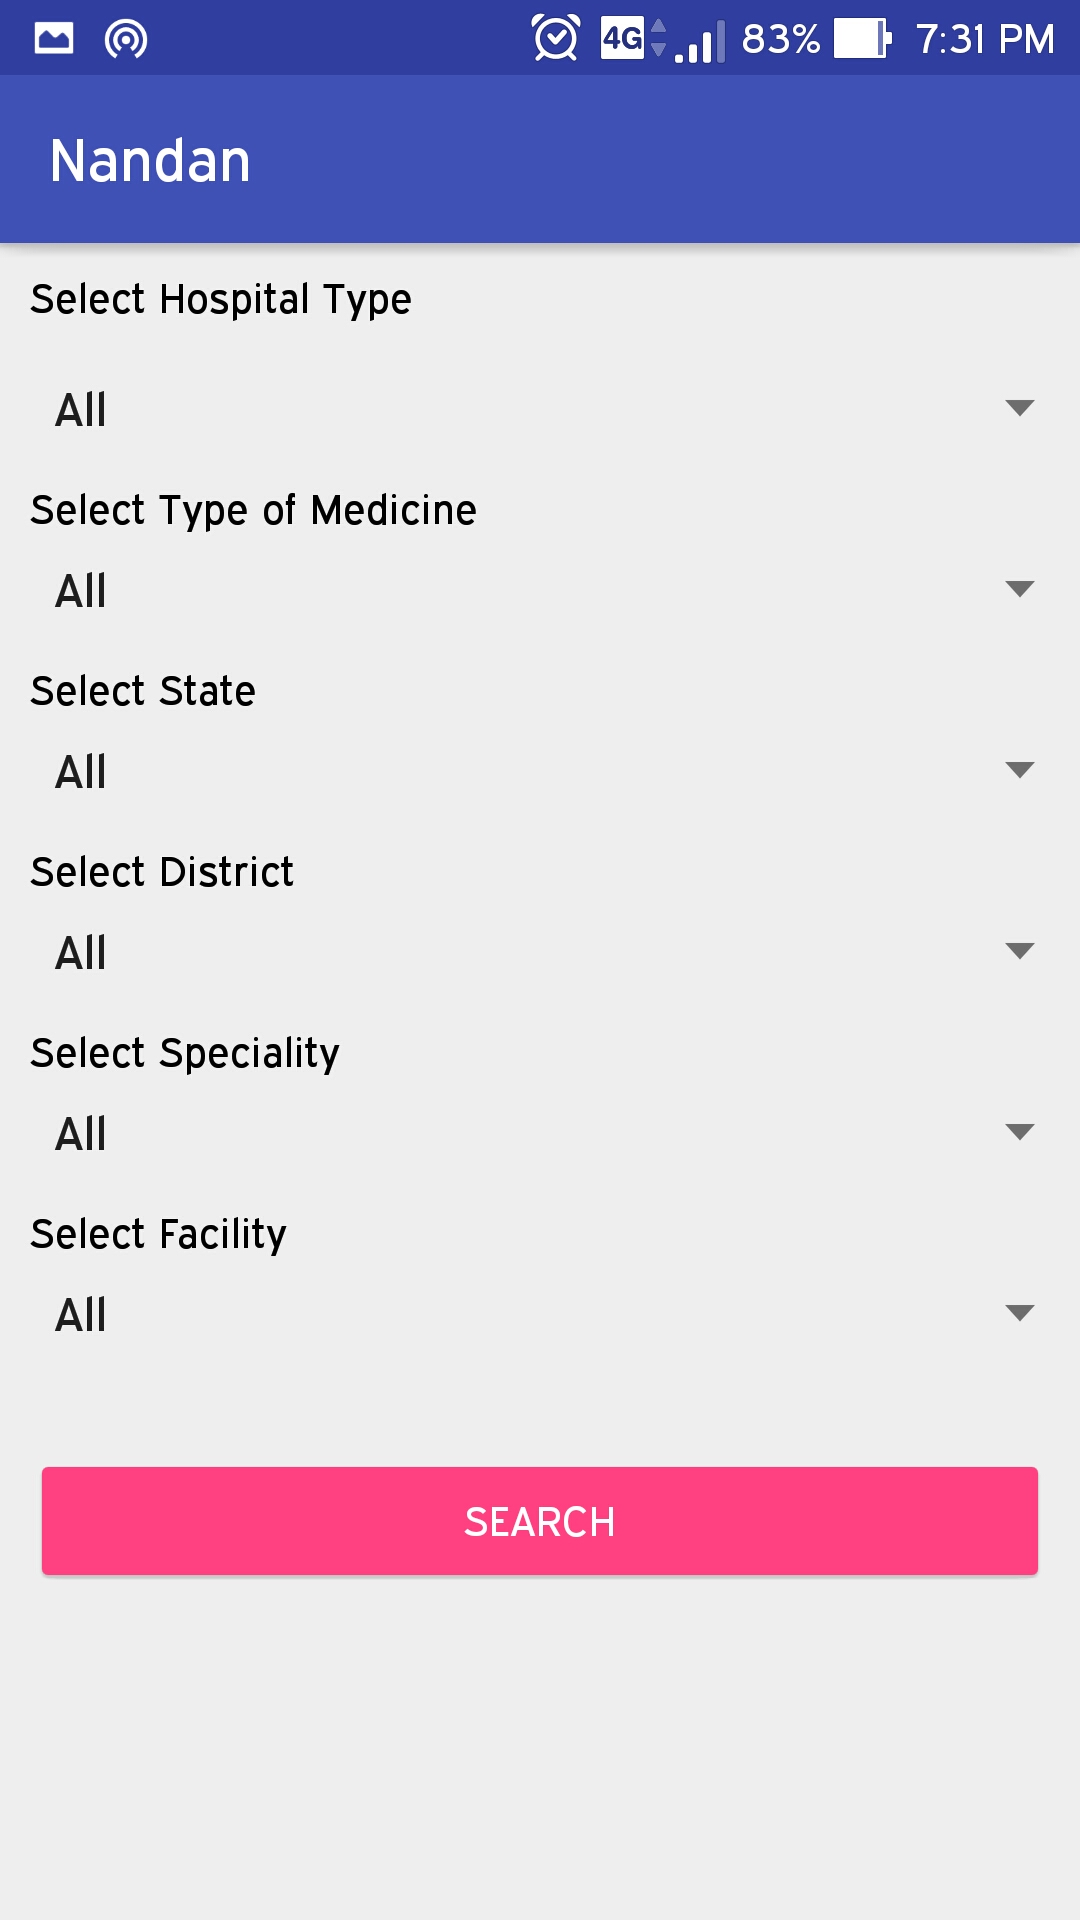 4G 83% 7:31 PM
Nandan
Select Hospital Type
All
Select Type of Medicine
All
Select State
All
Select District
All
Select Speciality
All
Select Facility
All
SEARCH